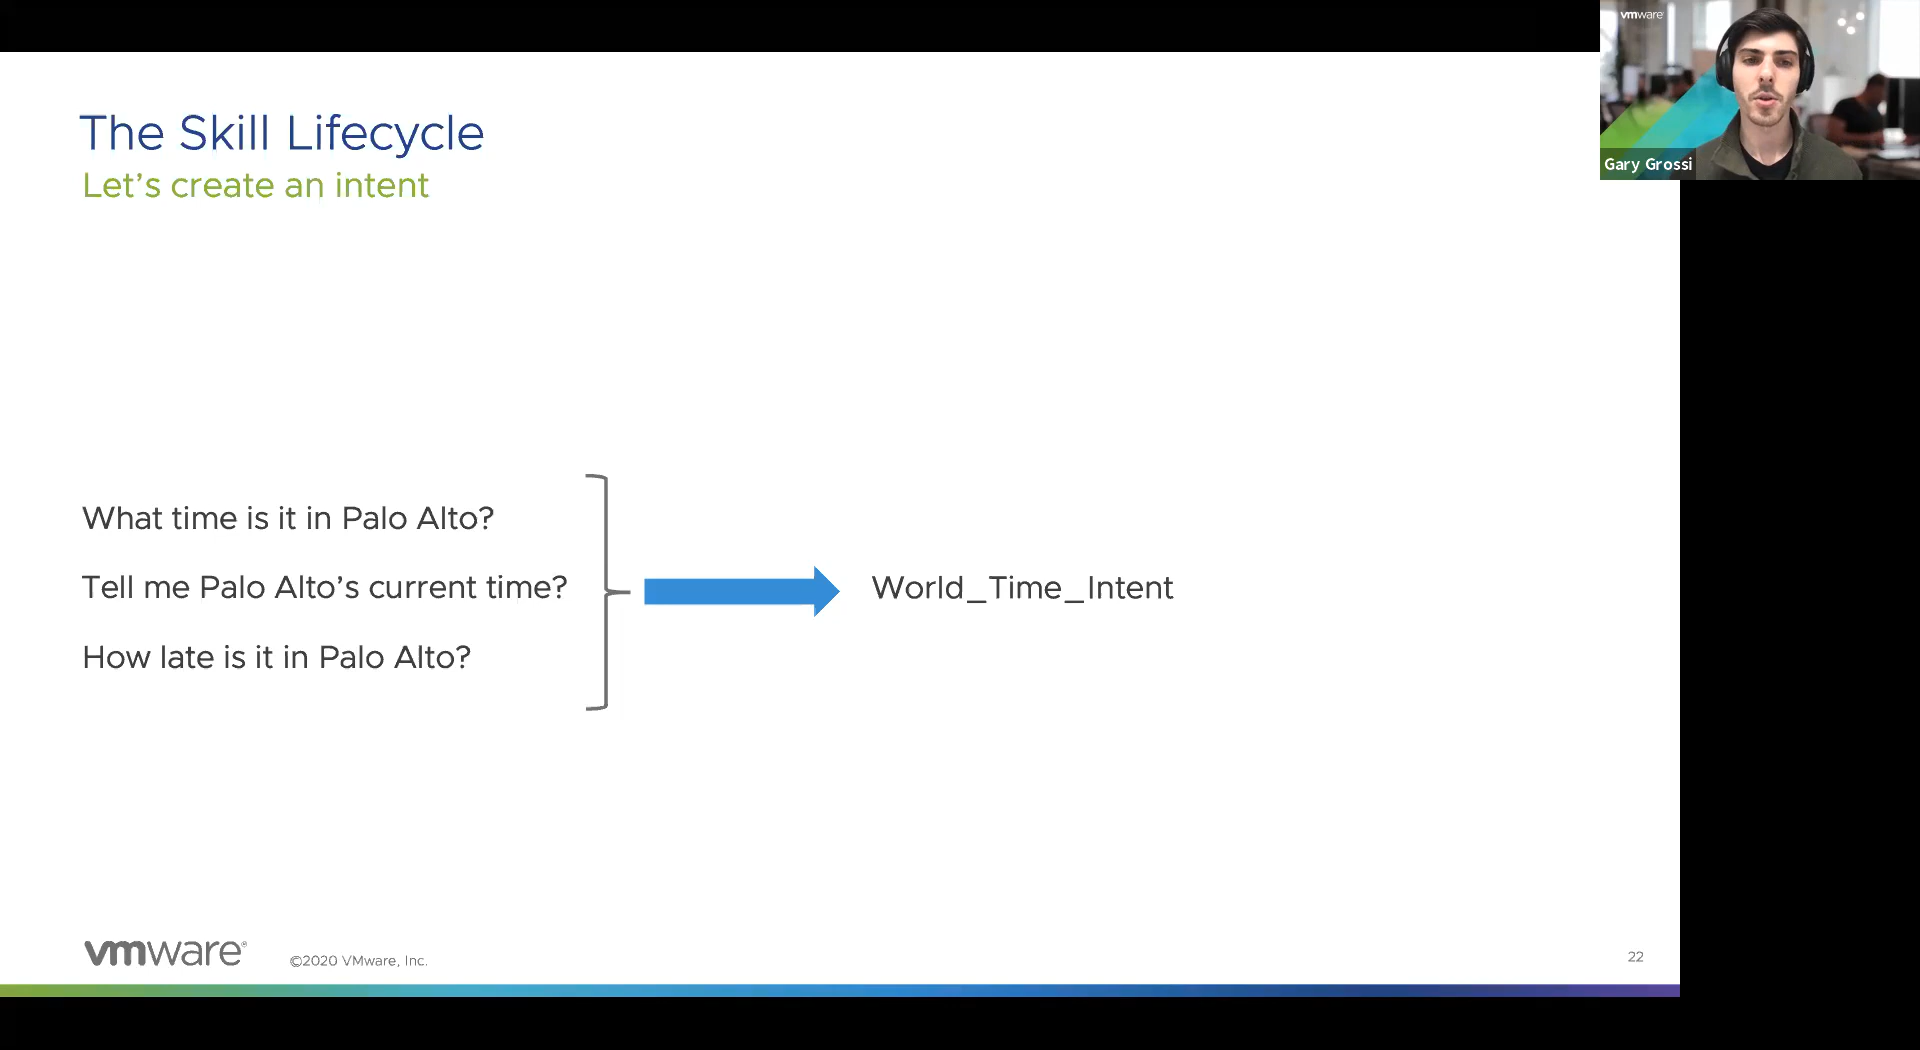 vmware
Gary Grossi
The Skill Lifecycle
Let's create an intent
What time is it in Palo Alto?
Tell me Palo Alto's current time?
How late is it in Palo Alto?
World_Time_Intent
vmware®
©2020 VMware, Inc.
22